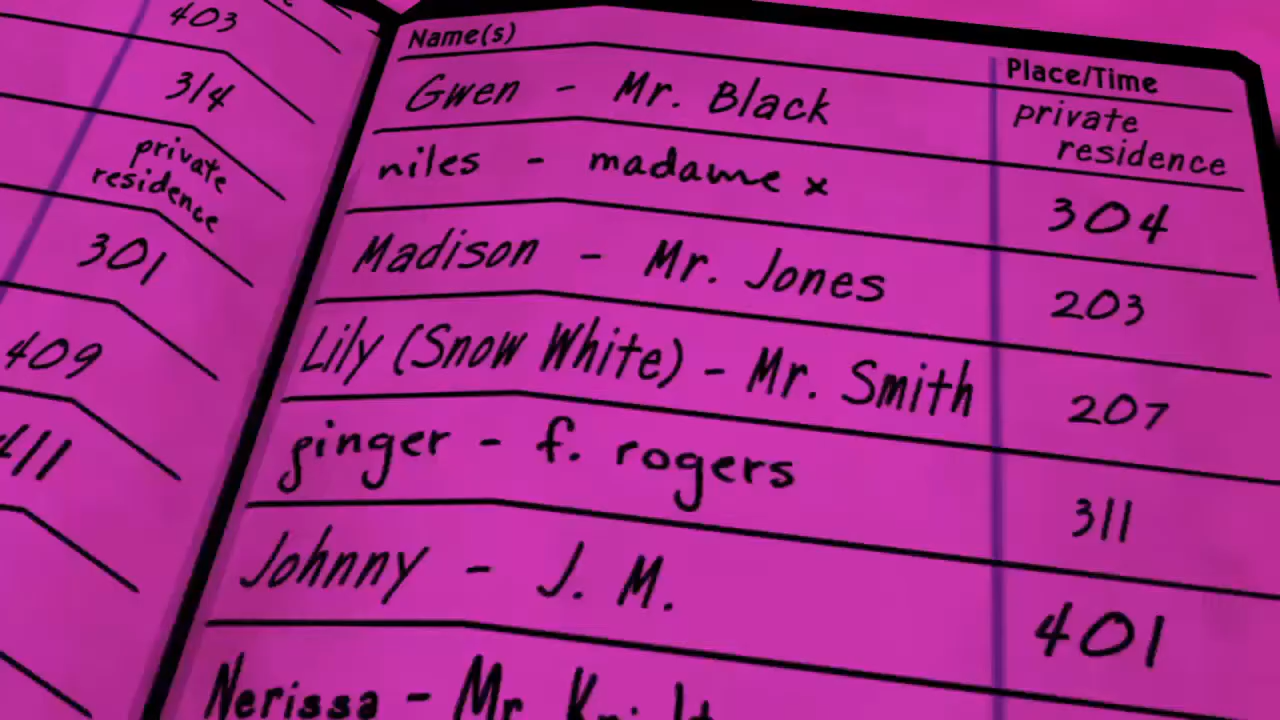 403
314
private
residence
301
409
411
Name(s) Place/Time
Gwen - Mr. Black private residence
niles - madame x 304
Madison - Mr. Jones 203
Lily (Snow White) - Mr. Smith 207
ginger - f. rogers 311
Johnny - J. M. 401
Nerissa - Mr.